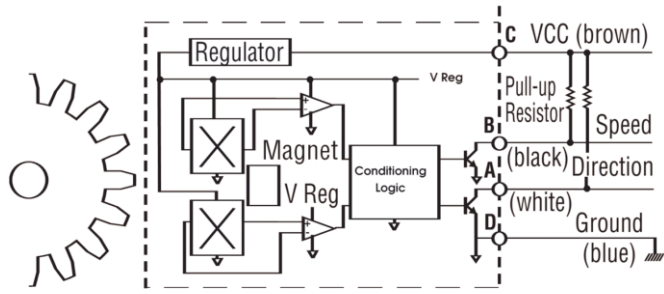 C VCC (brown)
Regulator
V Reg
Pull-up
Resistor
B
Speed
+
-
Magnet
(black)
Conditioning
Logic
A
Direction
V Reg
(white)
+
-
D
Ground
(blue)